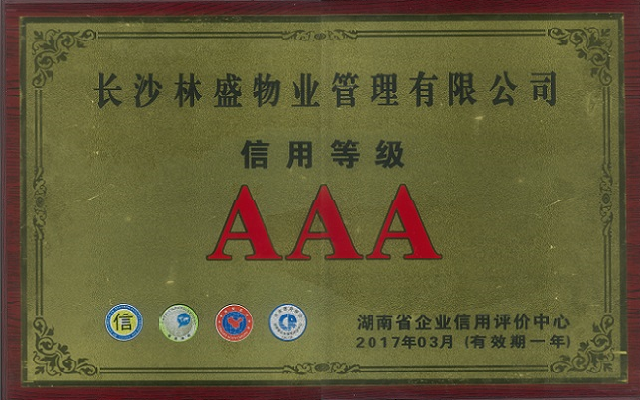 长沙林盛物业管理有限公司
信用等级
AAA
信
湖南省企业信用评价中心
2017年03月(有效期一年)